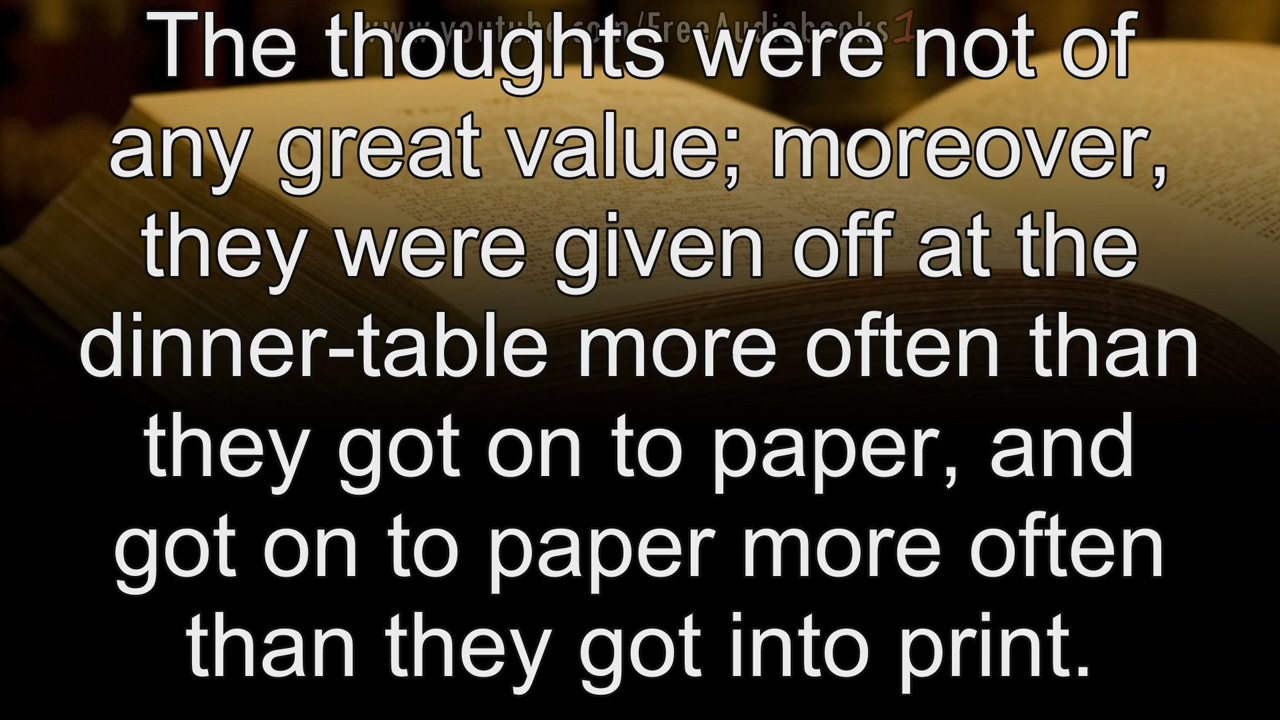 www.youtube.com/FreeAudiobooks1
The thoughts were not of
any great value; moreover,
they were given off at the
dinner-table more often than
they got on to paper, and
got on to paper more often
than they got into print.